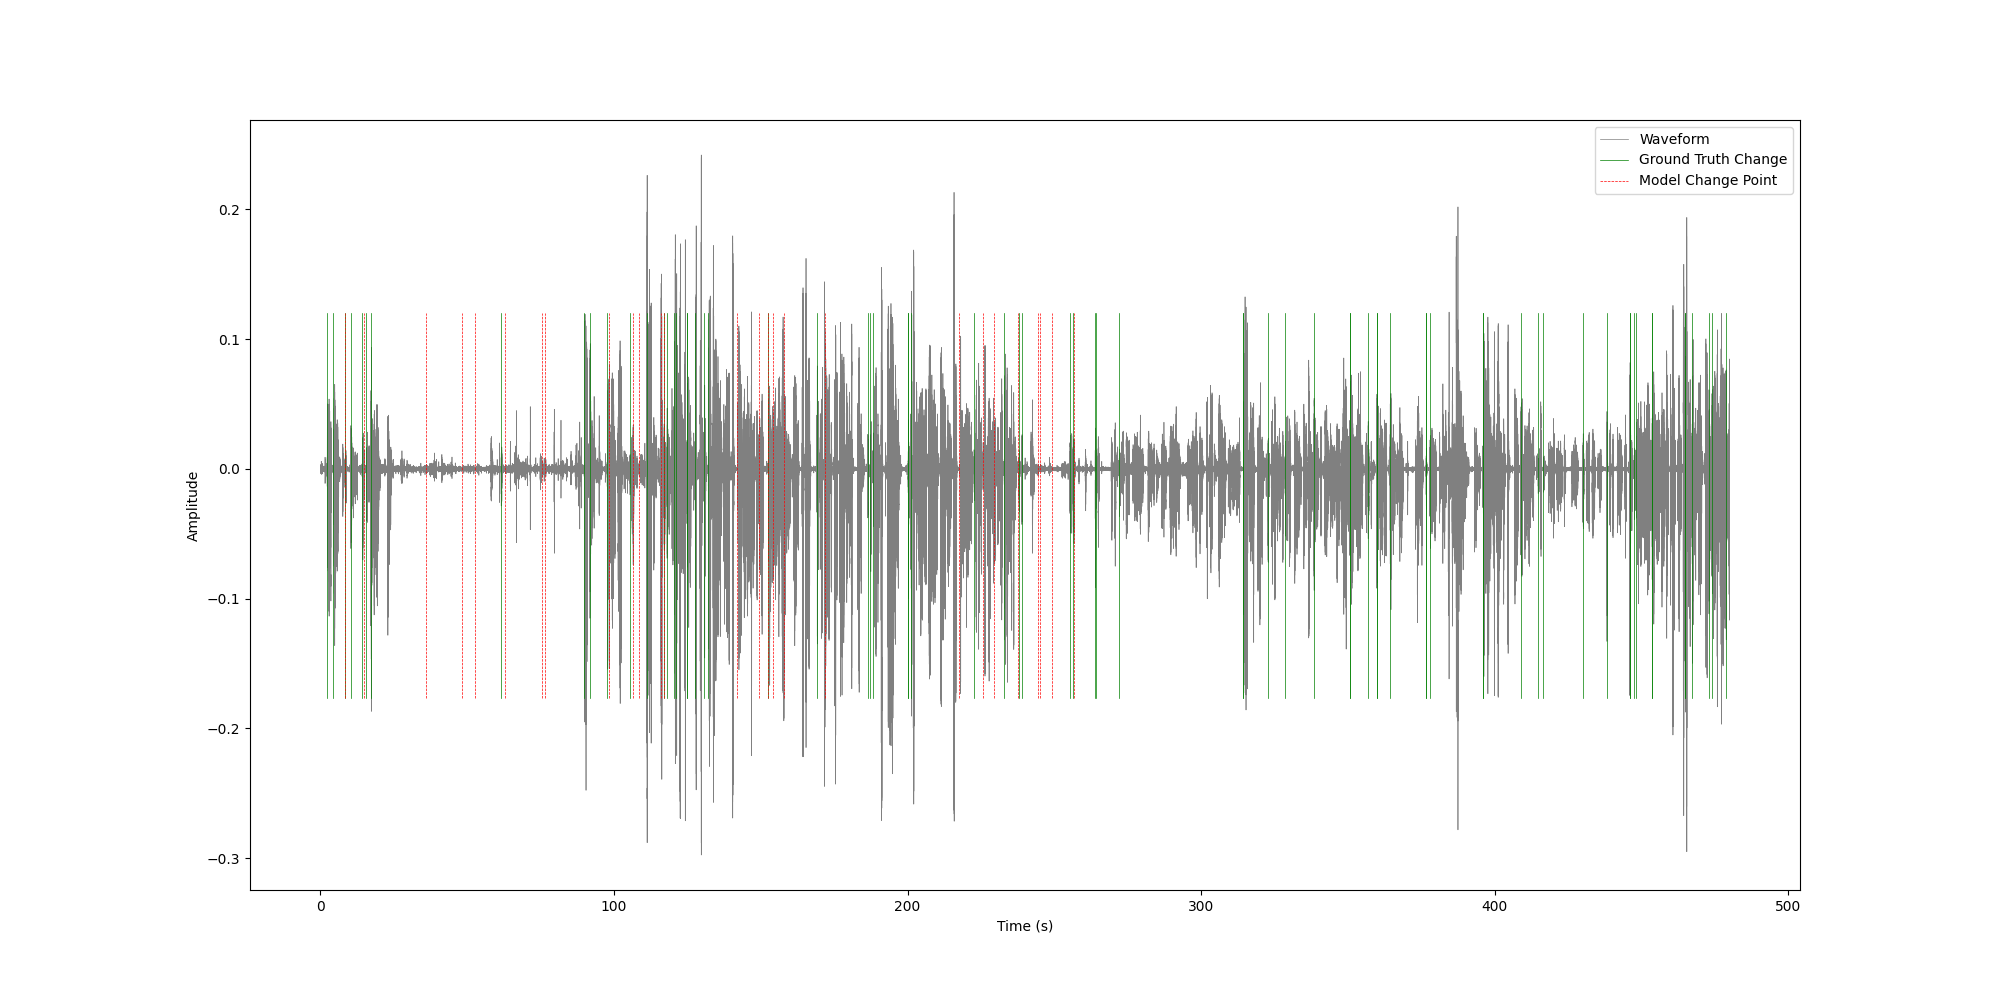 Waveform
Ground Truth Change
Model Change Point
0.2
0.1
0.0
−0.1
−0.2
−0.3
Amplitude
0 100 200 300 400 500
Time (s)